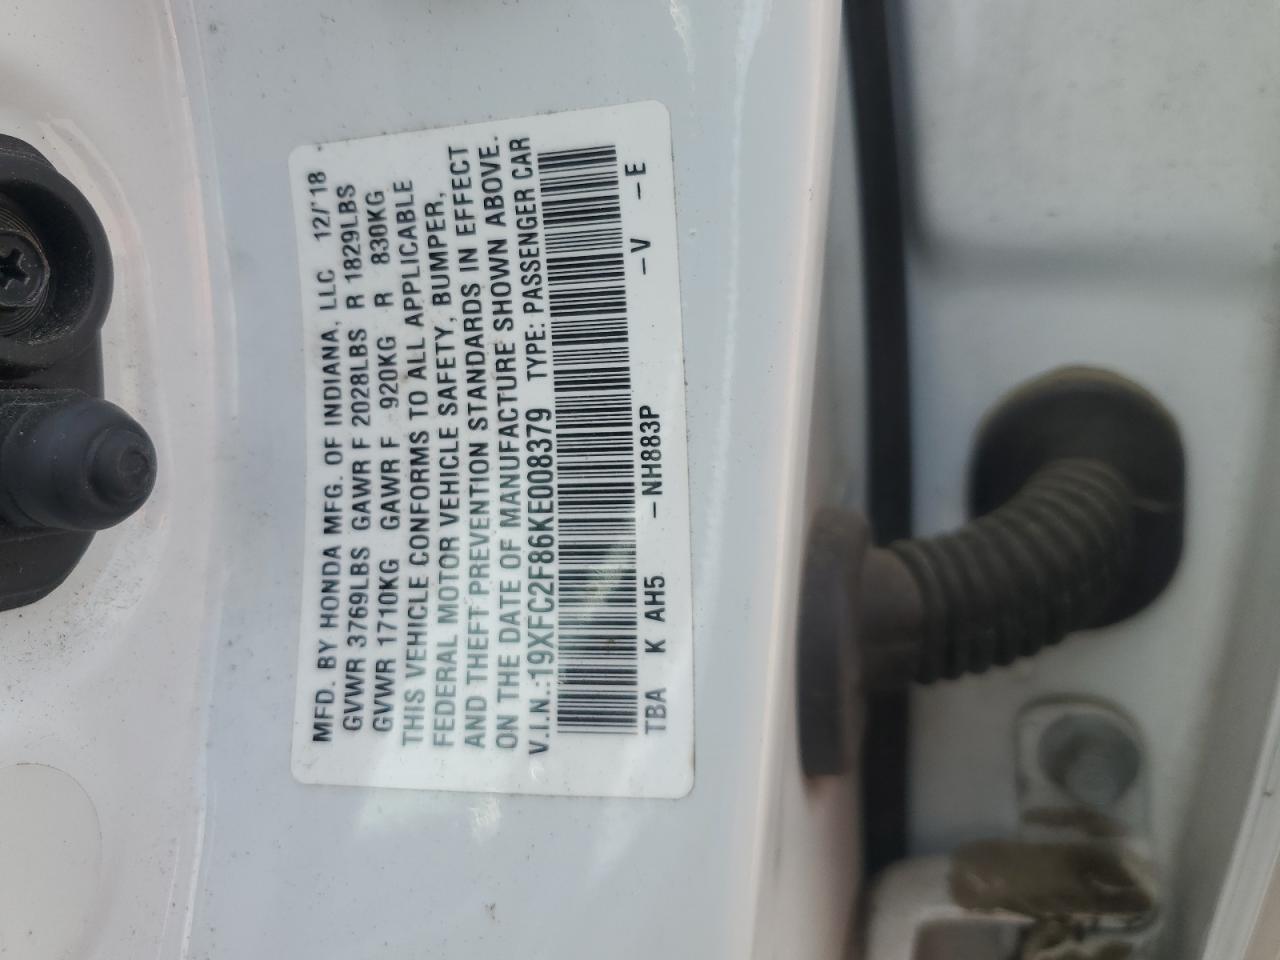 MFD. BY HONDA MFG. OF INDIANA, LLC 12/'18
GVWR 3769LBS GAWR F 2028LBS R 1829LBS
GVWR 1710KG GAWR F 920KG R 830KG
THIS VEHICLE CONFORMS TO ALL APPLICABLE
FEDERAL MOTOR VEHICLE SAFETY, BUMPER,
AND THEFT PREVENTION STANDARDS IN EFFECT
ON THE DATE OF MANUFACTURE SHOWN ABOVE.
V.I.N.:19XFC2F86KE008379 TYPE: PASSENGER CAR
TBA K AH5 -NH883P -V -E